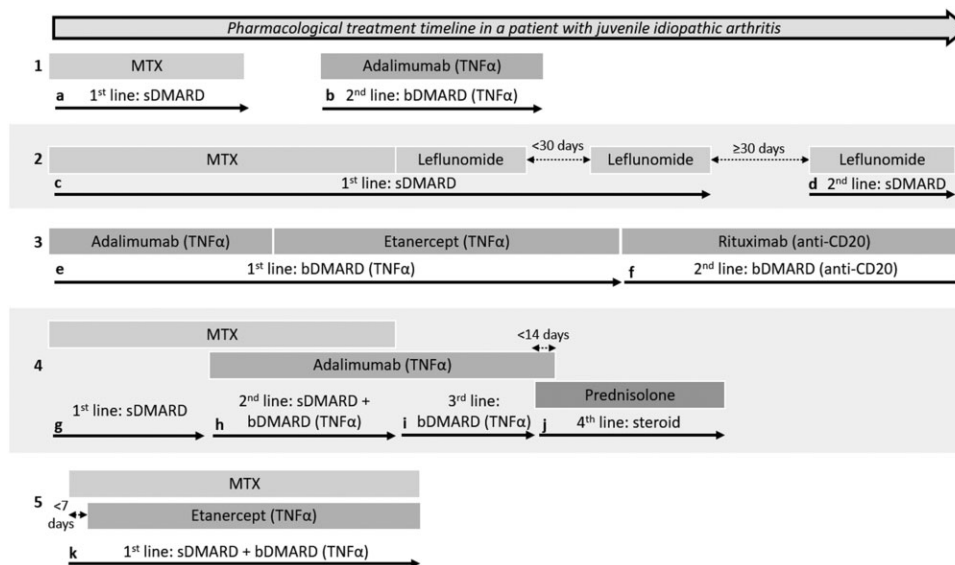 Pharmacological treatment timeline in a patient with juvenile idiopathic arthritis
1 MTX Adalimumab (TNFα)
a 1st line: sDMARD b 2nd line: bDMARD (TNFα)
<30 days ≥30 days
2 MTX Leflunomide Leflunomide Leflunomide
c 1st line: sDMARD d 2nd line: sDMARD
3 Adalimumab (TNFα) Etanercept (TNFα) Rituximab (anti-CD20)
e 1st line: bDMARD (TNFα) f 2nd line: bDMARD (anti-CD20)
MTX
<14 days
4 Adalimumab (TNFα)
Prednisolone
g 1st line: sDMARD
h 2nd line: sDMARD +
bDMARD (TNFα)
i 3rd line:
bDMARD (TNFα)
j 4th line: steroid
MTX
5
<7
days
Etanercept (TNFα)
k 1st line: sDMARD + bDMARD (TNFα)